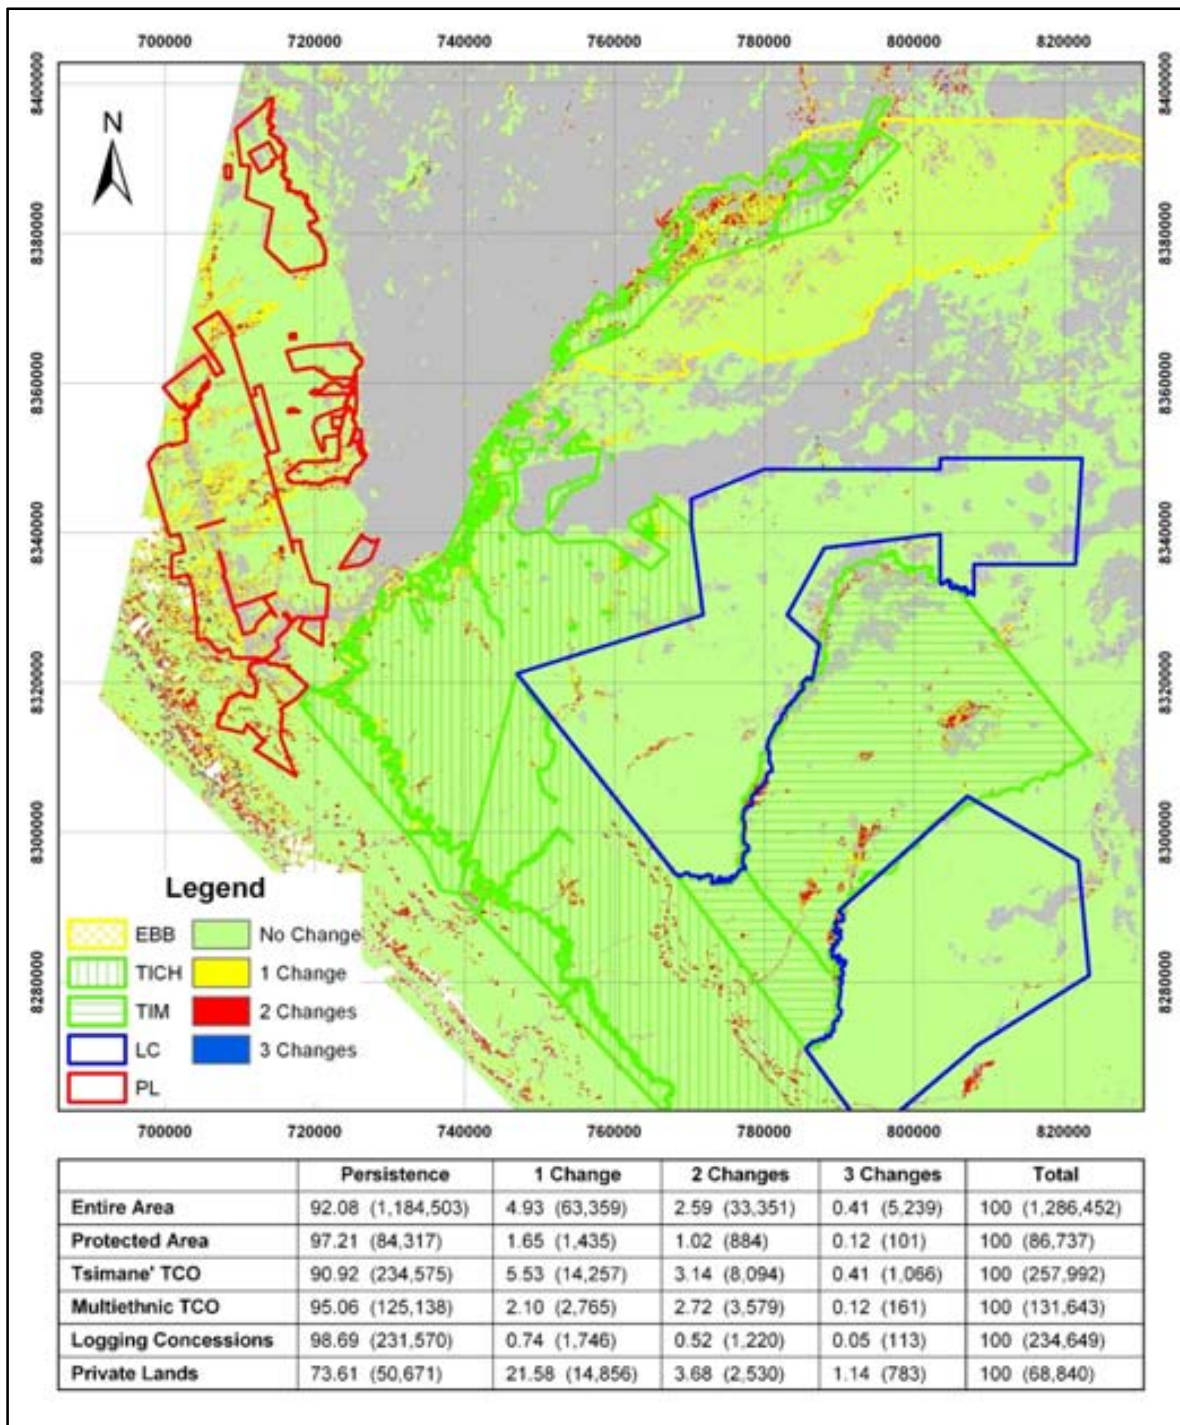 700000 720000 740000 760000 780000 800000 820000
8400000 8400000
N
8380000 8380000
8360000 8360000
8340000 8340000
8320000 8320000
8300000 8300000
8280000 8280000
Legend
EBB No Change
TICH 1 Change
TIM 2 Changes
LC 3 Changes
PL
700000 720000 740000 760000 780000 800000 820000
Persistence 1 Change 2 Changes 3 Changes Total
Entire Area 92.08 (1,184,503) 4.93 (63,359) 2.59 (33,351) 0.41 (5,239) 100 (1,286,452)
Protected Area 97.21 (84,317) 1.65 (1,435) 1.02 (884) 0.12 (101) 100 (86,737)
Tsimane' TCO 90.92 (234,575) 5.53 (14,257) 3.14 (8,094) 0.41 (1,066) 100 (257,992)
Multiethnic TCO 95.06 (125,138) 2.10 (2,765) 2.72 (3,579) 0.12 (161) 100 (131,643)
Logging Concessions 98.69 (231,570) 0.74 (1,746) 0.52 (1,220) 0.05 (113) 100 (234,649)
Private Lands 73.61 (50,671) 21.58 (14,856) 3.68 (2,530) 1.14 (783) 100 (68,840)